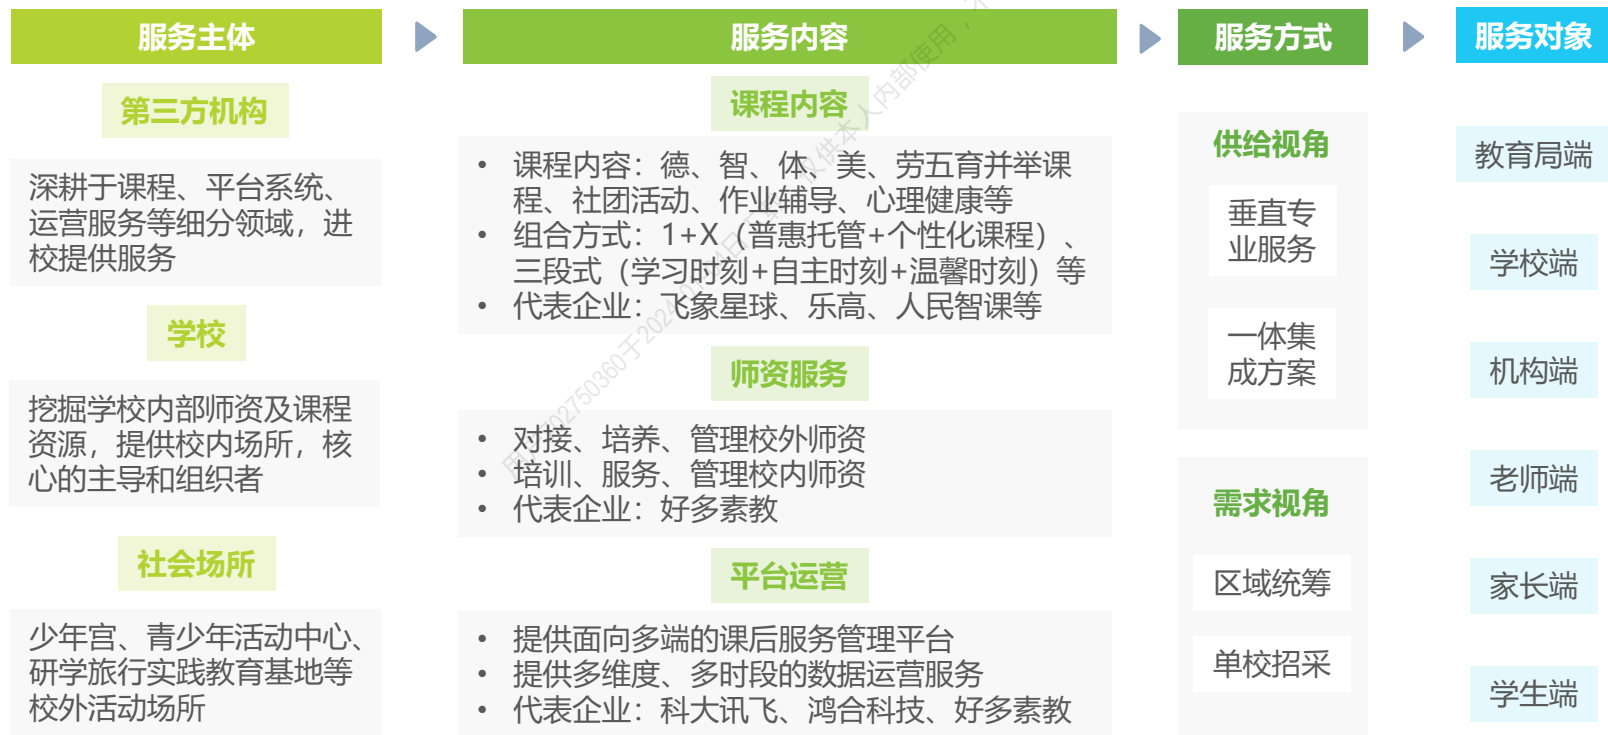 服务主体
服务内容
服务方式
服务对象
第三方机构
深耕于课程、平台系统、
运营服务等细分领域，进
校提供服务
学校
挖掘学校内部师资及课程
资源，提供校内场所，核
心的主导和组织者
社会场所
少年宫、青少年活动中心、
研学旅行实践教育基地等
校外活动场所
课程内容
• 课程内容：德、智、体、美、劳五育并举课
程、社团活动、作业辅导、心理健康等
• 组合方式：1+X（普惠托管+个性化课程）、
三段式（学习时刻+自主时刻+温馨时刻）等
• 代表企业：飞象星球、乐高、人民智课等
师资服务
• 对接、培养、管理校外师资
• 培训、服务、管理校内师资
• 代表企业：好多素教
平台运营
• 提供面向多端的课后服务管理平台
• 提供多维度、多时段的数据运营服务
• 代表企业：科大讯飞、鸿合科技、好多素教
供给视角
垂直专
业服务
一体集
成方案
需求视角
区域统筹
单校招采
教育局端
学校端
机构端
老师端
家长端
学生端